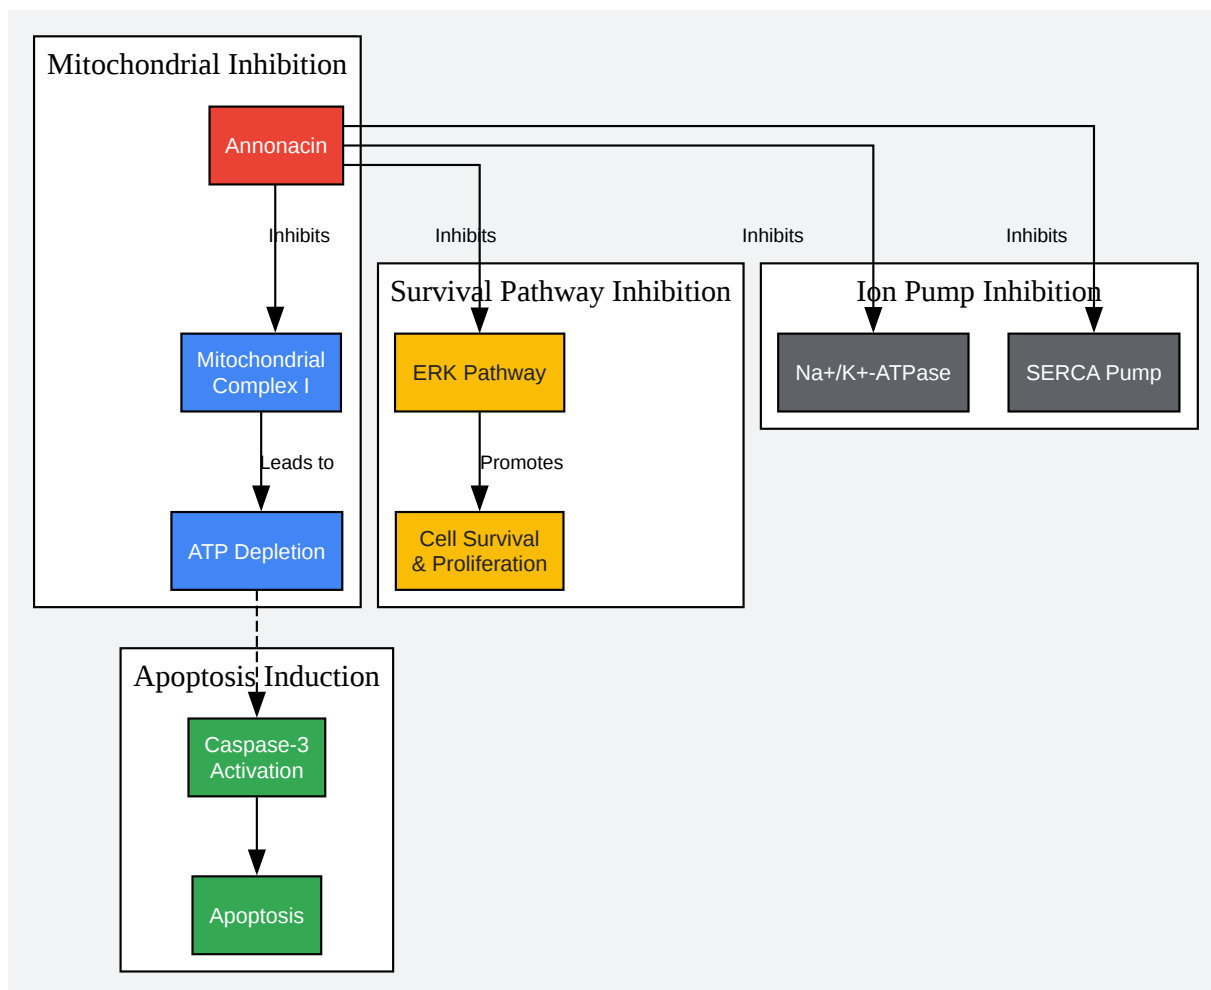 Mitochondrial Inhibition
Annonacin
Inhibits
Inhibits
Inhibits
Inhibits
Survival Pathway Inhibition
Ion Pump Inhibition
Mitochondrial
Complex I
ERK Pathway
Na+/K+-ATPase
SERCA Pump
Leads to
Promotes
ATP Depletion
Cell Survival
& Proliferation
Apoptosis Induction
Caspase-3
Activation
Apoptosis